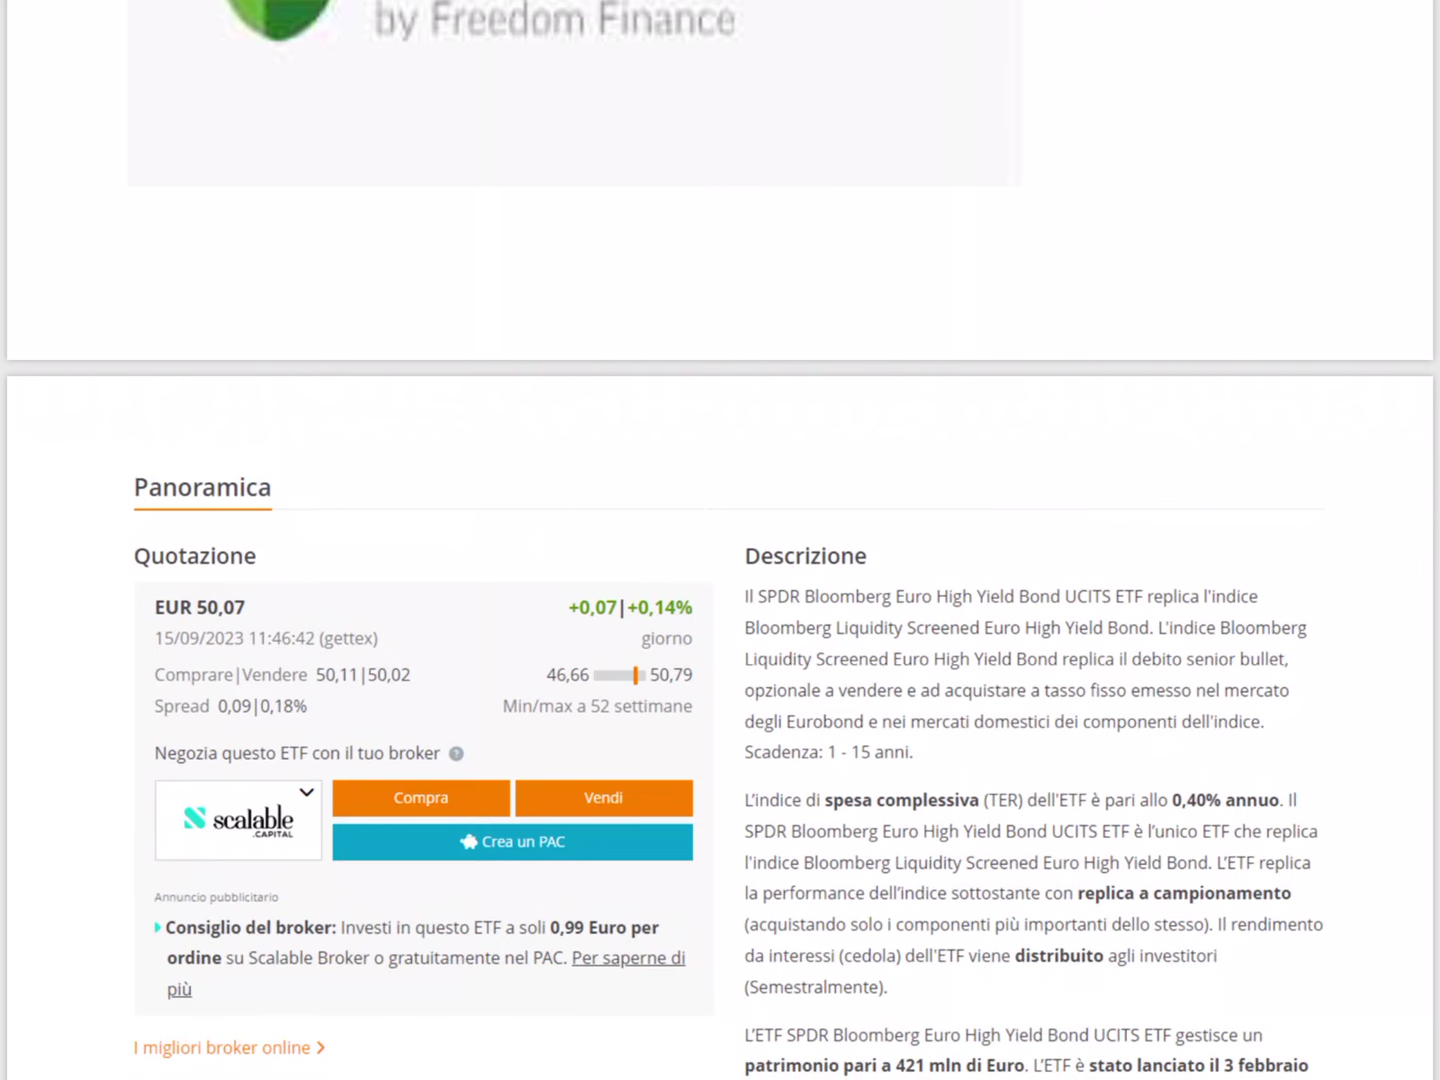 by Freedom Finance
Panoramica
Quotazione
EUR 50,07
+0,07|+0,14%
15/09/2023 11:46:42 (gettex)
giorno
Comprare|Vendere 50,11|50,02
46,66 50,79
Spread 0,09|0,18%
Min/max a 52 settimane
Negozia questo ETF con il tuo broker ?
scalable
.CAPITAL
Compra
Vendi
Crea un PAC
Annuncio pubblicitario
Consiglio del broker: Investi in questo ETF a soli 0,99 Euro per
ordine su Scalable Broker o gratuitamente nel PAC. Per saperne di
più
I migliori broker online
Descrizione
Il SPDR Bloomberg Euro High Yield Bond UCITS ETF replica l'indice
Bloomberg Liquidity Screened Euro High Yield Bond. L'indice Bloomberg
Liquidity Screened Euro High Yield Bond replica il debito senior bullet,
opzionale a vendere e ad acquistare a tasso fisso emesso nel mercato
degli Eurobond e nei mercati domestici dei componenti dell'indice.
Scadenza: 1 - 15 anni.
L’indice di spesa complessiva (TER) dell'ETF è pari allo 0,40% annuo. Il
SPDR Bloomberg Euro High Yield Bond UCITS ETF è l’unico ETF che replica
l'indice Bloomberg Liquidity Screened Euro High Yield Bond. L’ETF replica
la performance dell’indice sottostante con replica a campionamento
(acquistando solo i componenti più importanti dello stesso). Il rendimento
da interessi (cedola) dell'ETF viene distribuito agli investitori
(Semestralmente).
L’ETF SPDR Bloomberg Euro High Yield Bond UCITS ETF gestisce un
patrimonio pari a 421 mln di Euro. L’ETF è stato lanciato il 3 febbraio